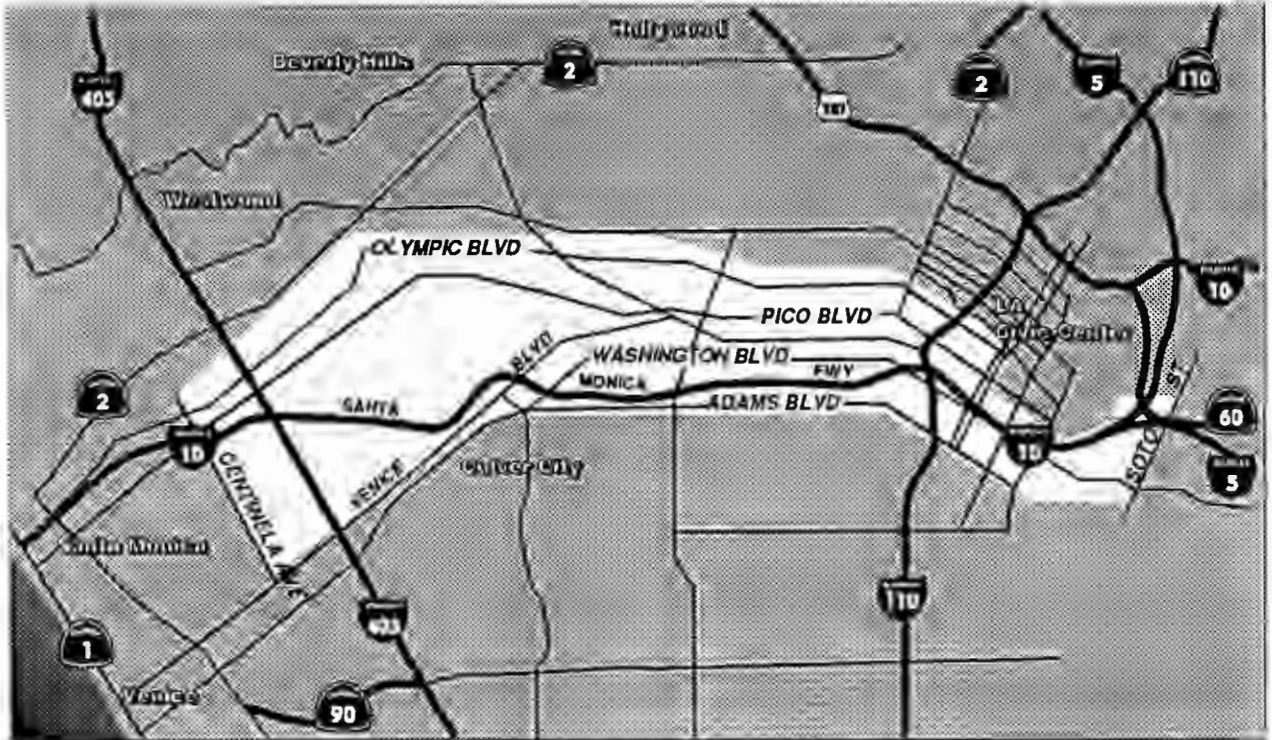 Hollywood
Beverly Hills
2
405
101
2
5
110
Westwood
OLYMPIC BLVD
10
LA
Civic Center
PICO BLVD
BLVD
WASHINGTON BLVD
MONICA
FWY
SANTA
ADAMS BLVD
2
10
10
60
SOTO ST
5
VENICE
Culver City
CENTINELA AVE
Santa Monica
405
110
1
Venice
90